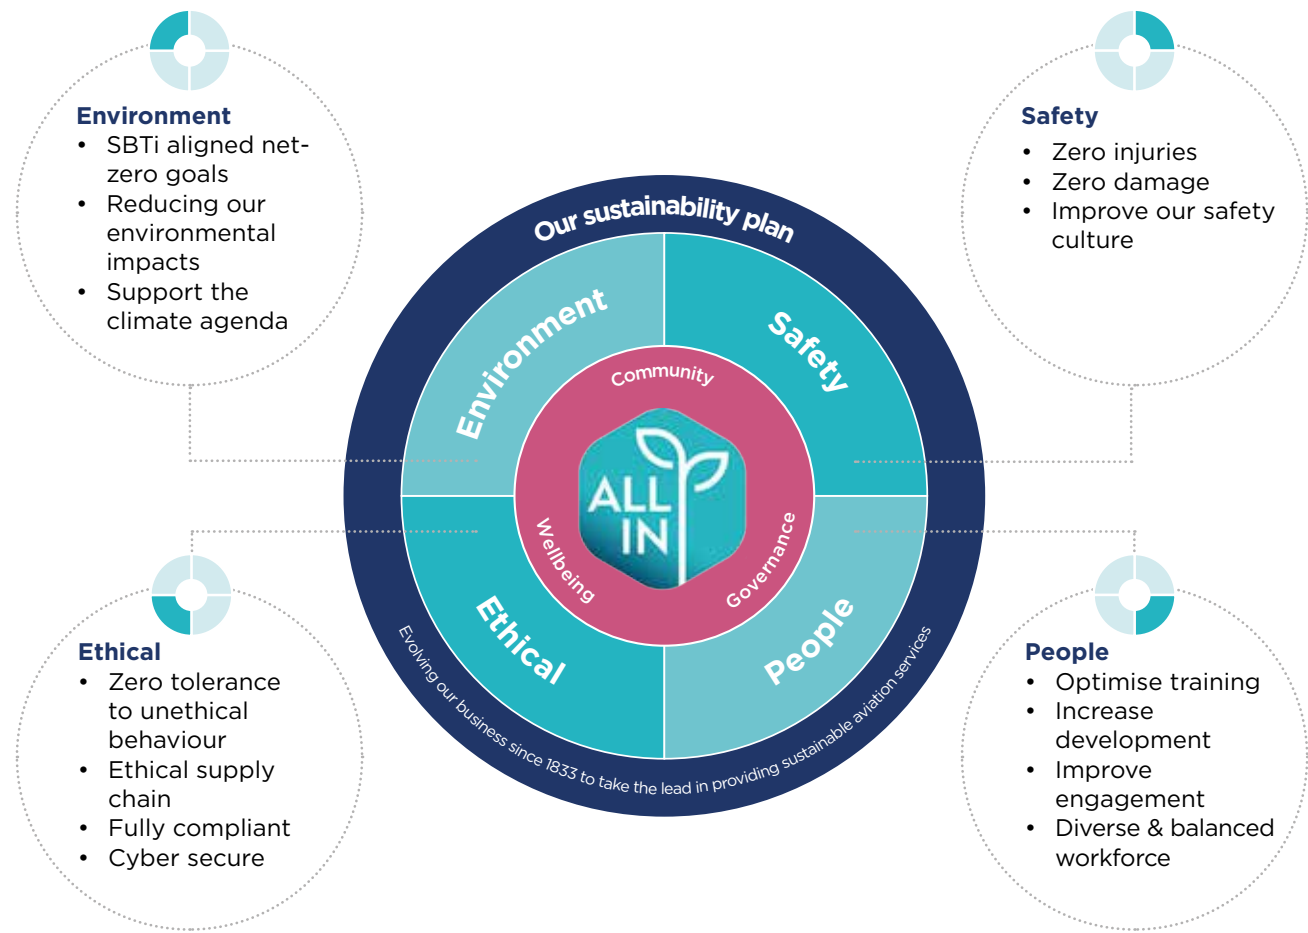 Environment
• SBTi aligned net-
zero goals
• Reducing our
environmental
impacts
• Support the
climate agenda
Safety
• Zero injuries
• Zero damage
• Improve our safety
culture
Our sustainability plan
Environment
Safety
Community
ALL
IN
Wellbeing
Governance
Ethical
People
Evolving our business since 1833 to take the lead in providing sustainable aviation services
Ethical
• Zero tolerance
to unethical
behaviour
• Ethical supply
chain
• Fully compliant
• Cyber secure
People
• Optimise training
• Increase
development
• Improve
engagement
• Diverse & balanced
workforce